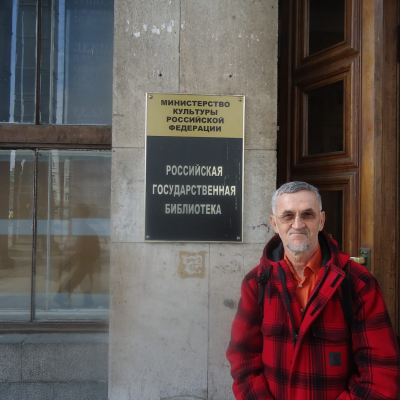 МИНИСТЕРСТВО
КУЛЬТУРЫ
РОССИЙСКОЙ
ФЕДЕРАЦИИ
РОССИЙСКАЯ
ГОСУДАРСТВЕННАЯ
БИБЛИОТЕКА